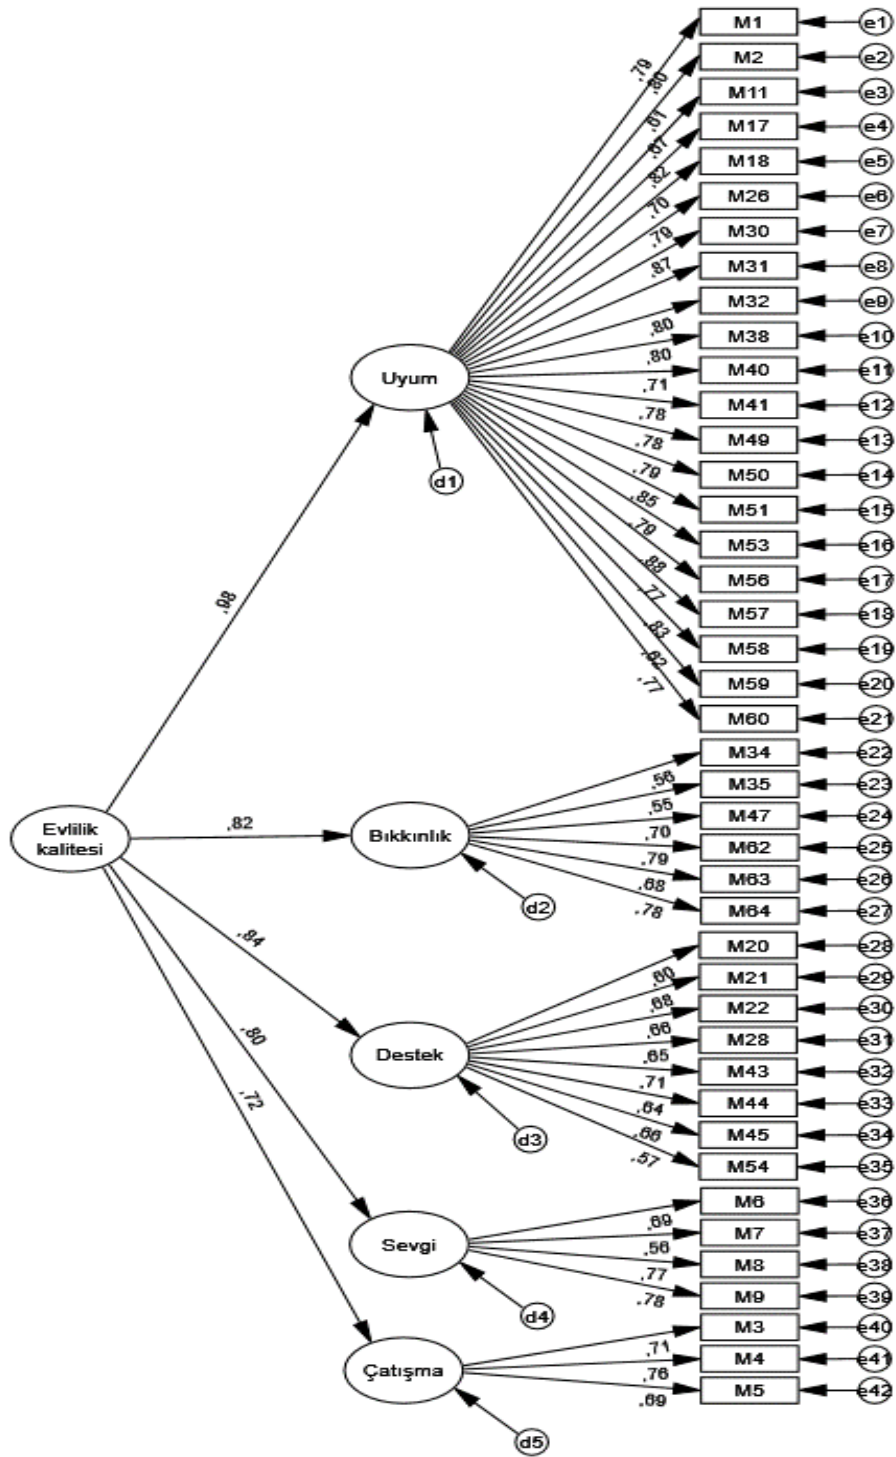 Evlilik
kalitesi
,98
,82
,84
,80
,72
Uyum
d1
,79
,80
,61
,67
,82
,70
,79
,87
,80
,80
,71
,78
,78
,79
,85
,79
,88
,77
,83
,62
,77
M1 e1
M2 e2
M11 e3
M17 e4
M18 e5
M26 e6
M30 e7
M31 e8
M32 e9
M38 e10
M40 e11
M41 e12
M49 e13
M50 e14
M51 e15
M53 e16
M56 e17
M57 e18
M58 e19
M59 e20
M60 e21
Bıkkınlık
d2
,56
,55
,70
,79
,68
,78
M34 e22
M35 e23
M47 e24
M62 e25
M63 e26
M64 e27
Destek
d3
,60
,68
,66
,65
,71
,64
,66
,57
M20 e28
M21 e29
M22 e30
M28 e31
M43 e32
M44 e33
M45 e34
M54 e35
Sevgi
d4
,69
,56
,77
,78
M6 e36
M7 e37
M8 e38
M9 e39
Çatışma
d5
,71
,76
,69
M3 e40
M4 e41
M5 e42